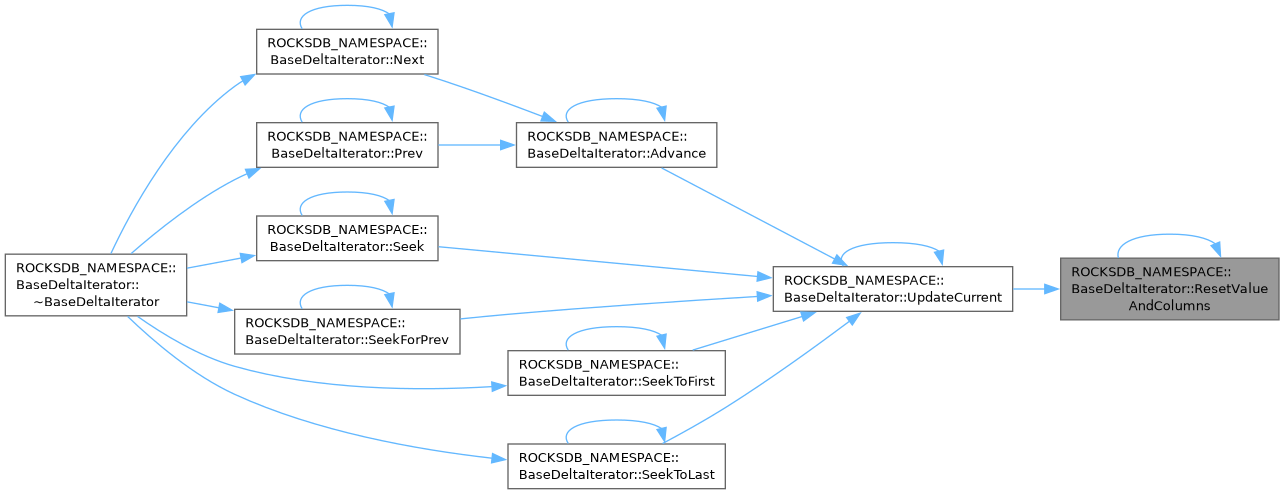 ROCKSDB_NAMESPACE::
BaseDeltaIterator::Next
ROCKSDB_NAMESPACE::
BaseDeltaIterator::Prev
ROCKSDB_NAMESPACE::
BaseDeltaIterator::Advance
ROCKSDB_NAMESPACE::
BaseDeltaIterator::Seek
ROCKSDB_NAMESPACE::
BaseDeltaIterator::
~BaseDeltaIterator
ROCKSDB_NAMESPACE::
BaseDeltaIterator::UpdateCurrent
ROCKSDB_NAMESPACE::
BaseDeltaIterator::ResetValue
AndColumns
ROCKSDB_NAMESPACE::
BaseDeltaIterator::SeekForPrev
ROCKSDB_NAMESPACE::
BaseDeltaIterator::SeekToFirst
ROCKSDB_NAMESPACE::
BaseDeltaIterator::SeekToLast